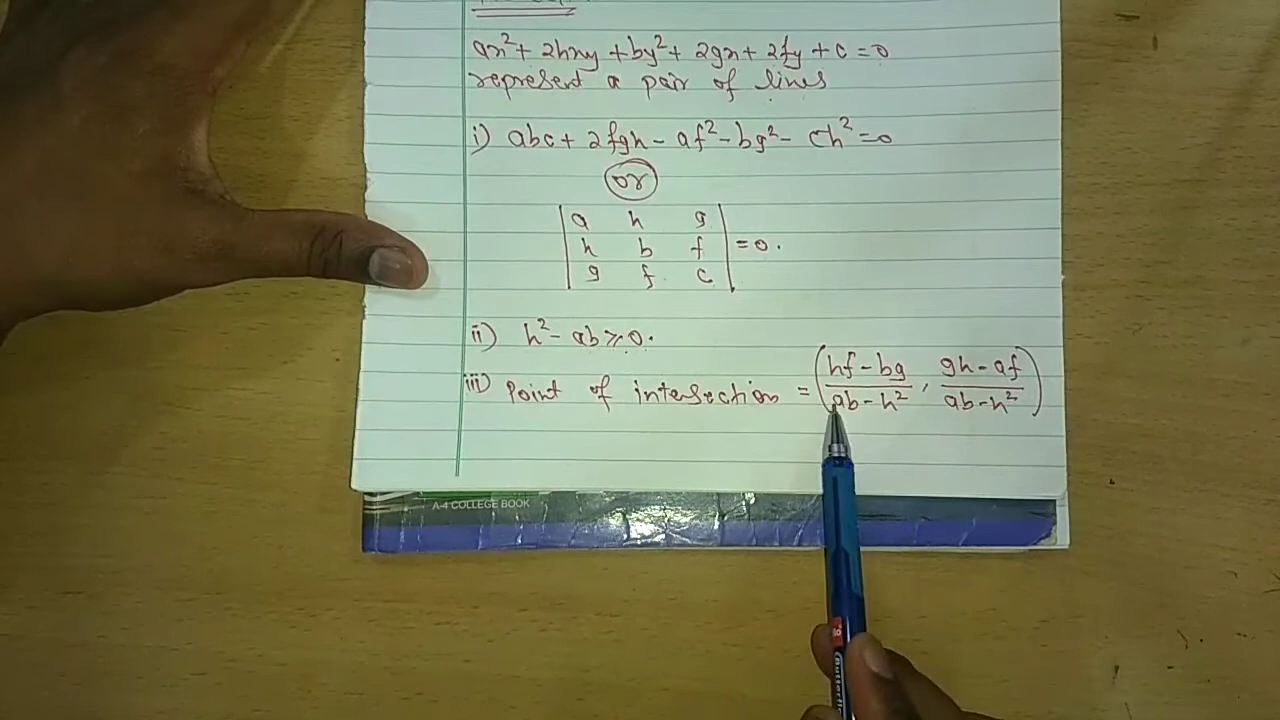 ax² + 2hxy + by² + 2gx + 2fy + c = 0
represent a pair of lines
i) abc + 2fgh - af² - bg² - ch² = 0
or
a h g
h b f = 0.
g f c
ii) h² - ab ≥ 0.
iii) Point of intersection = (hf - bg / ab - h² , gh - af / ab - h²)
A-4 COLLEGE BOOK